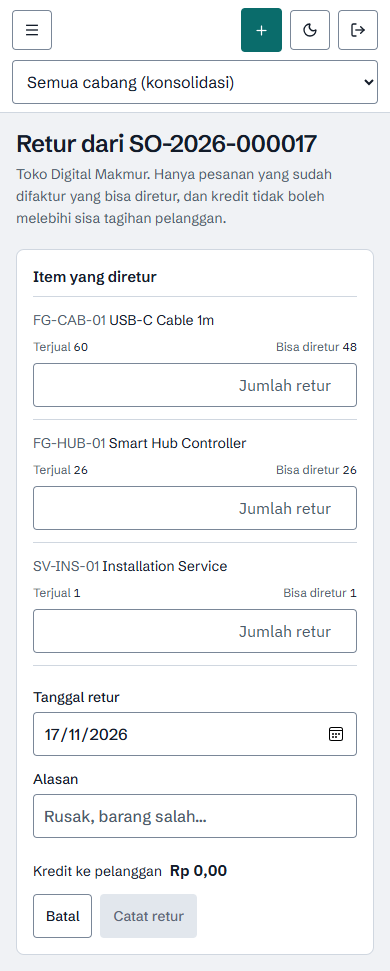 Semua cabang (konsolidasi)
Retur dari SO-2026-000017
Toko Digital Makmur. Hanya pesanan yang sudah
difaktur yang bisa diretur, dan kredit tidak boleh
melebihi sisa tagihan pelanggan.
Item yang diretur
FG-CAB-01 USB-C Cable 1m
Terjual 60 Bisa diretur 48
Jumlah retur
FG-HUB-01 Smart Hub Controller
Terjual 26 Bisa diretur 26
Jumlah retur
SV-INS-01 Installation Service
Terjual 1 Bisa diretur 1
Jumlah retur
Tanggal retur
17/11/2026
Alasan
Rusak, barang salah...
Kredit ke pelanggan Rp 0,00
Batal Catat retur